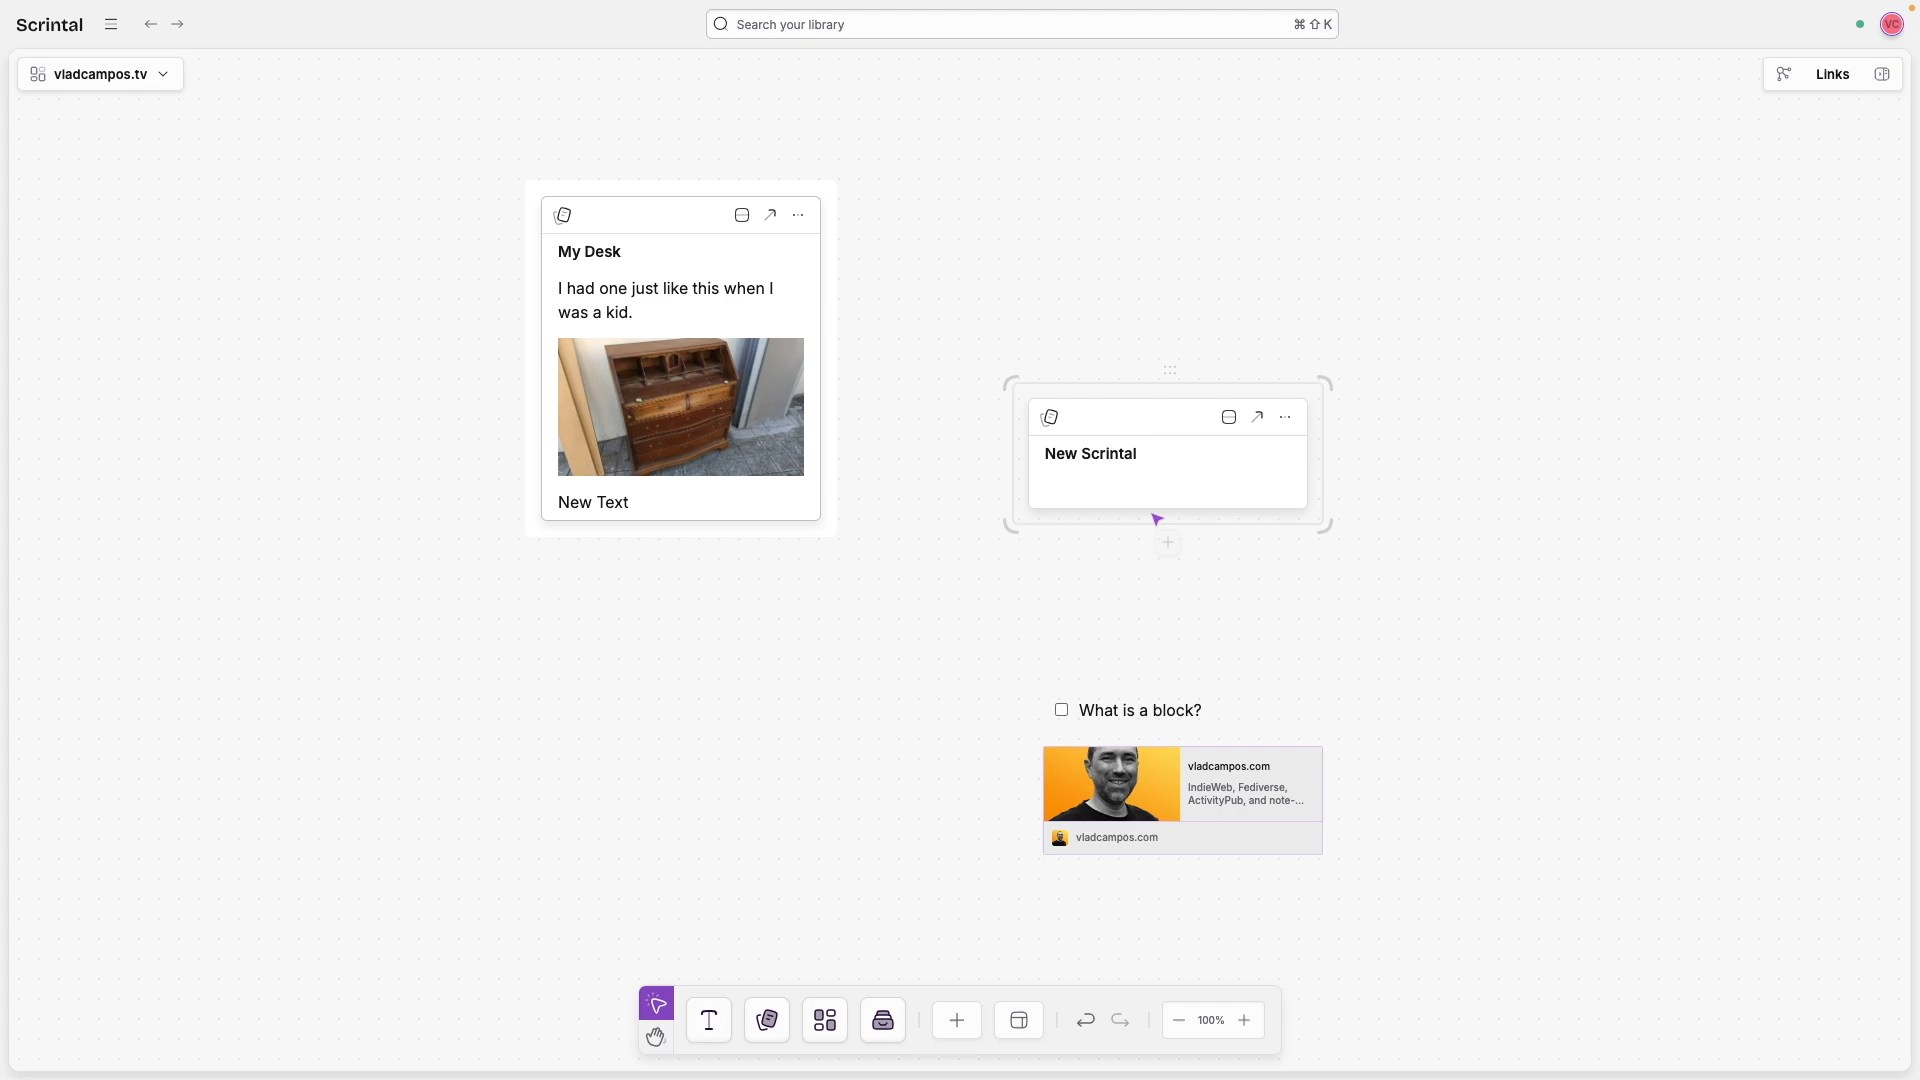 Scrintal
Search your library
⌘⇧K
VC
vladcampos.tv
Links
My Desk
I had one just like this when I
was a kid.
New Text
New Scrintal
What is a block?
vladcampos.com
IndieWeb, Fediverse,
ActivityPub, and note-...
vladcampos.com
T
100%